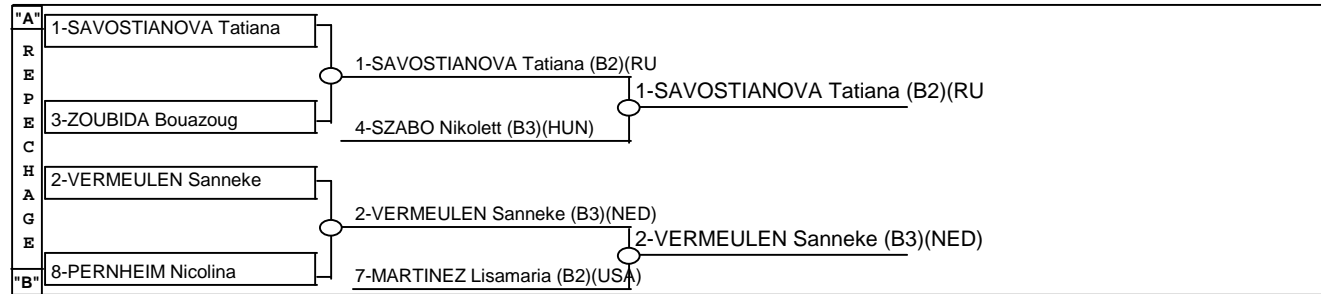 "A"
1-SAVOSTIANOVA Tatiana
REPECHAGE
1-SAVOSTIANOVA Tatiana (B2)(RU
1-SAVOSTIANOVA Tatiana (B2)(RU
3-ZOUBIDA Bouazoug
4-SZABO Nikolett (B3)(HUN)
2-VERMEULEN Sanneke
2-VERMEULEN Sanneke (B3)(NED)
2-VERMEULEN Sanneke (B3)(NED)
8-PERNHEIM Nicolina
7-MARTINEZ Lisamaria (B2)(USA)
"B"